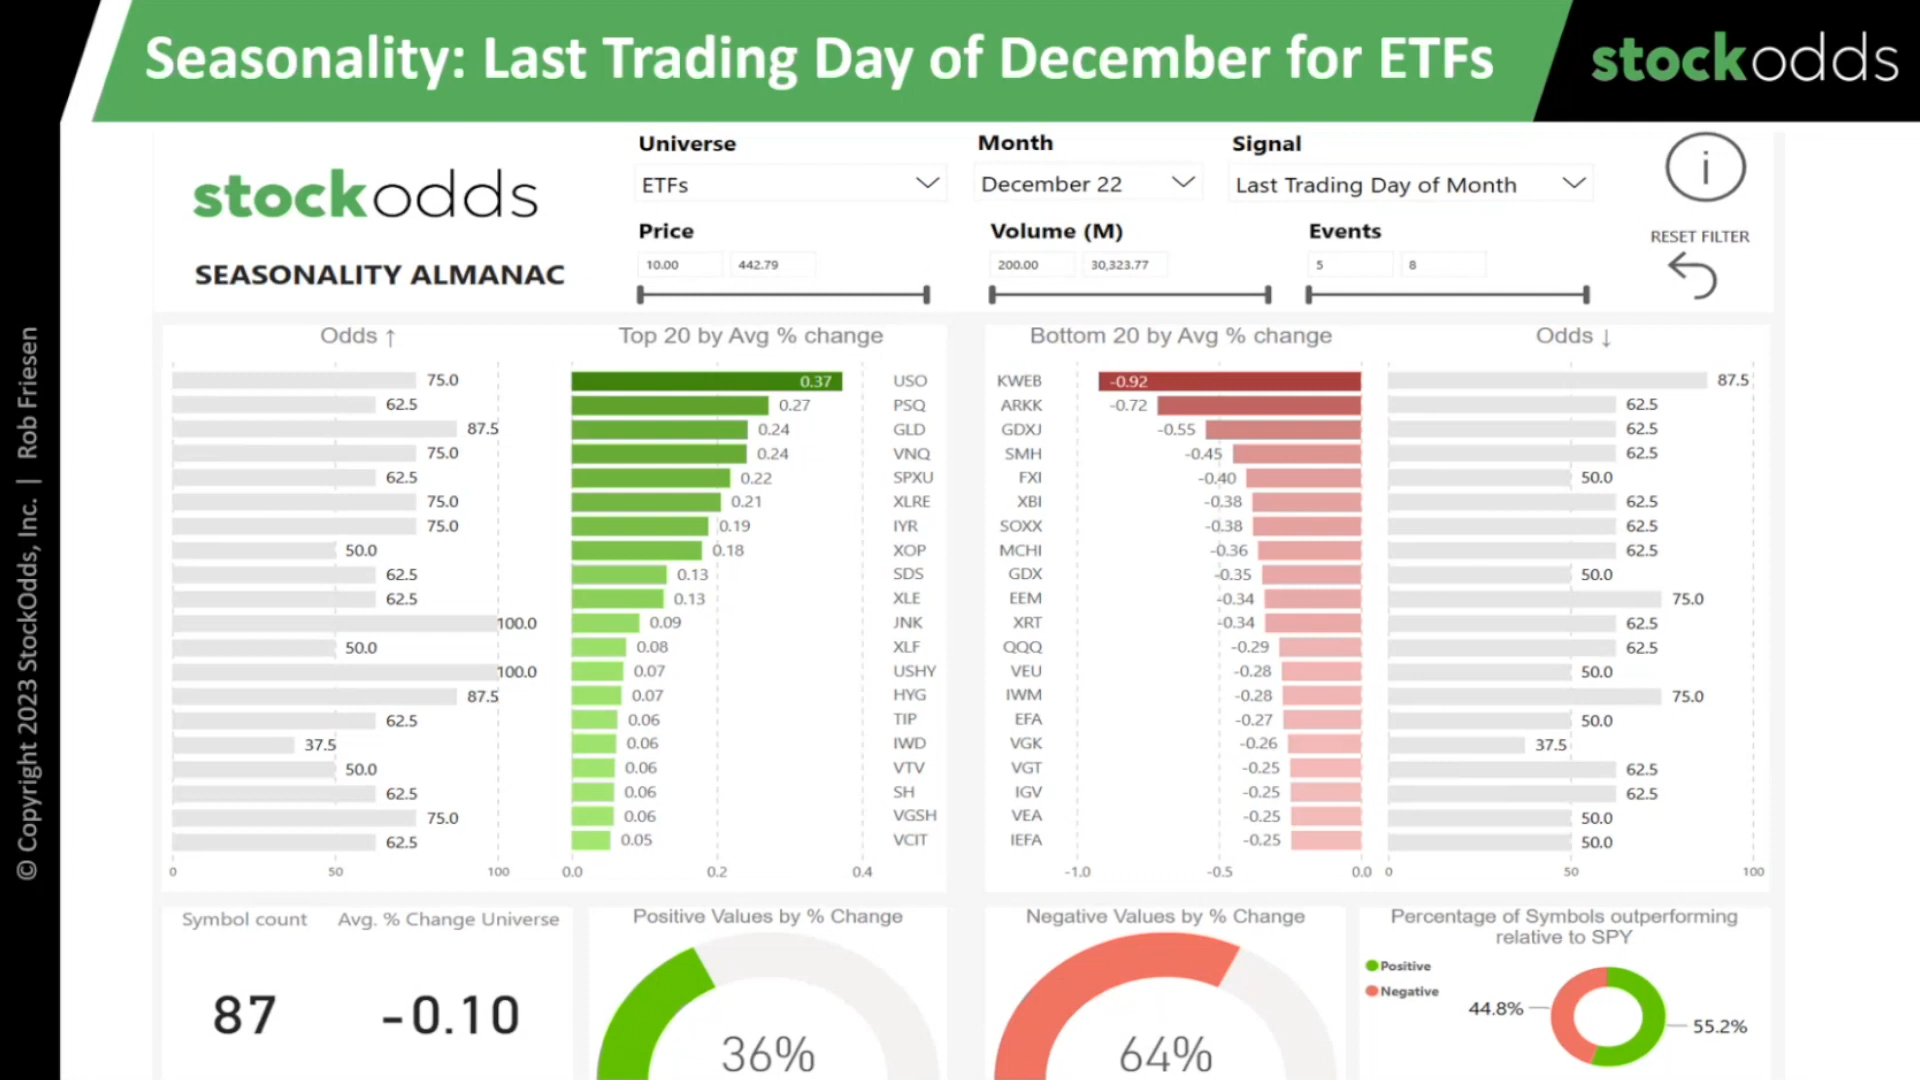 Seasonality: Last Trading Day of December for ETFs
stockodds
© Copyright 2023 StockOdds, Inc. | Rob Friesen
stockodds
SEASONALITY ALMANAC
Universe
ETFs
Month
December 22
Signal
Last Trading Day of Month
Price
10.00 442.79
Volume (M)
200.00 30,323.77
Events
5 8
i
RESET FILTER
Odds ↑ Top 20 by Avg % change
75.0 0.37 USO
62.5 0.27 PSQ
87.5 0.24 GLD
75.0 0.24 VNQ
62.5 0.22 SPXU
75.0 0.21 XLRE
75.0 0.19 IYR
50.0 0.18 XOP
62.5 0.13 SDS
62.5 0.13 XLE
100.0 0.09 JNK
50.0 0.08 XLF
100.0 0.07 USHY
87.5 0.07 HYG
62.5 0.06 TIP
37.5 0.06 IWD
50.0 0.06 VTV
62.5 0.06 SH
75.0 0.06 VGSH
62.5 0.05 VCIT
0 50 100 0.0 0.2 0.4
Bottom 20 by Avg % change Odds ↓
KWEB -0.92 87.5
ARKK -0.72 62.5
GDXJ -0.55 62.5
SMH -0.45 62.5
FXI -0.40 50.0
XBI -0.38 62.5
SOXX -0.38 62.5
MCHI -0.36 62.5
GDX -0.35 50.0
EEM -0.34 75.0
XRT -0.34 62.5
QQQ -0.29 62.5
VEU -0.28 50.0
IWM -0.28 75.0
EFA -0.27 50.0
VGK -0.26 37.5
VGT -0.25 62.5
IGV -0.25 62.5
VEA -0.25 50.0
IEFA -0.25 50.0
-1.0 -0.5 0.0 0 50 100
Symbol count
87
Avg. % Change Universe
-0.10
Positive Values by % Change
36%
Negative Values by % Change
64%
Percentage of Symbols outperforming
relative to SPY
Positive
Negative
44.8%
55.2%